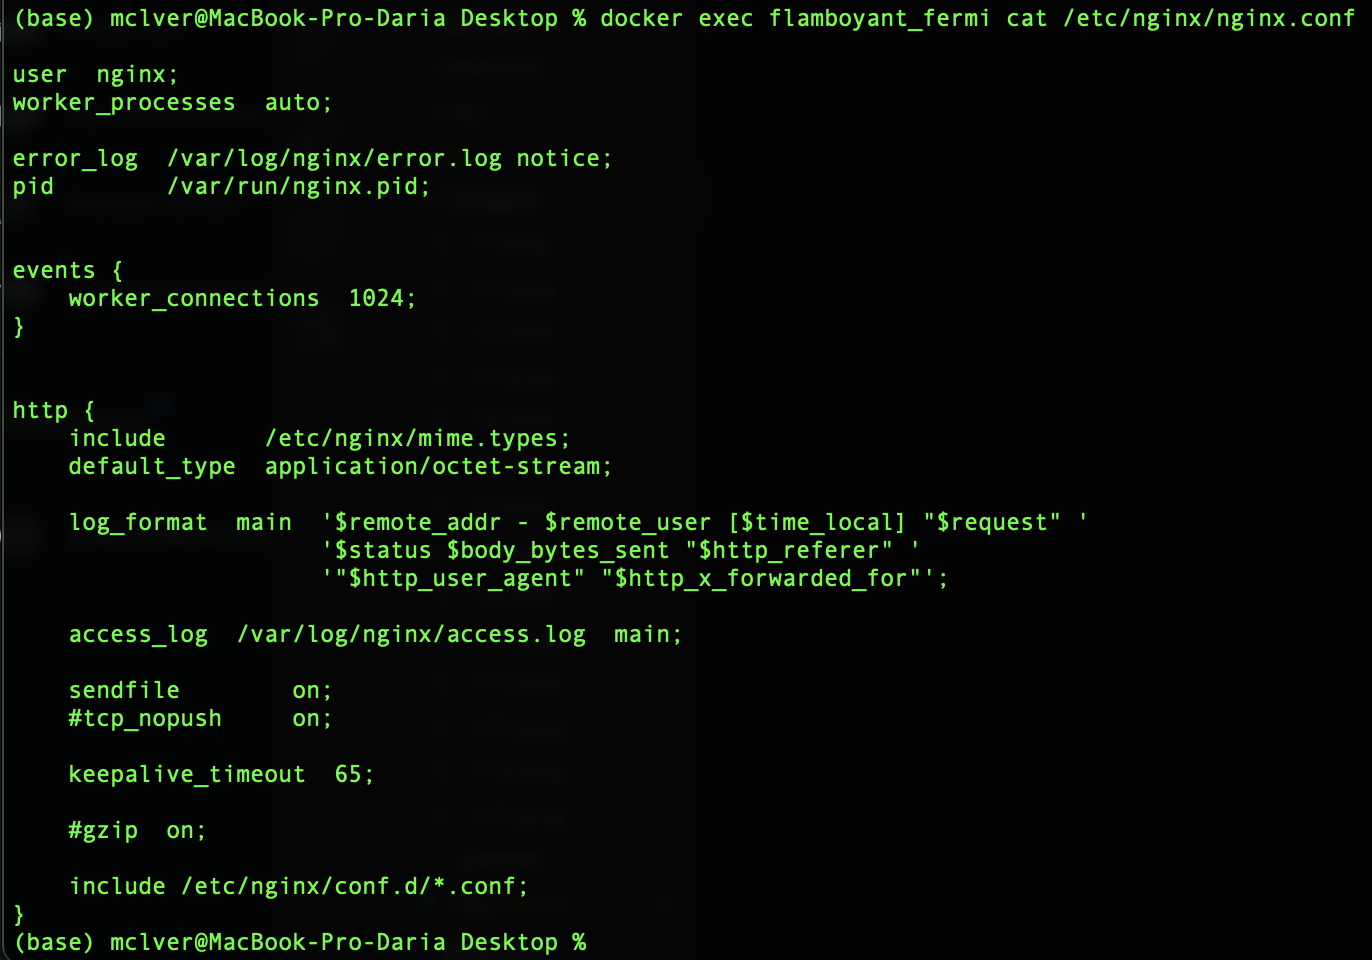 (base) mclver@MacBook-Pro-Daria Desktop % docker exec flamboyant_fermi cat /etc/nginx/nginx.conf
user  nginx;
worker_processes  auto;
error_log  /var/log/nginx/error.log notice;
pid        /var/run/nginx.pid;
events {
    worker_connections  1024;
}
http {
    include       /etc/nginx/mime.types;
    default_type  application/octet-stream;
    log_format  main  '$remote_addr - $remote_user [$time_local] "$request" '
                      '$status $body_bytes_sent "$http_referer" '
                      '"$http_user_agent" "$http_x_forwarded_for"';
    access_log  /var/log/nginx/access.log  main;
    sendfile        on;
    #tcp_nopush     on;
    keepalive_timeout  65;
    #gzip  on;
    include /etc/nginx/conf.d/*.conf;
}
(base) mclver@MacBook-Pro-Daria Desktop %